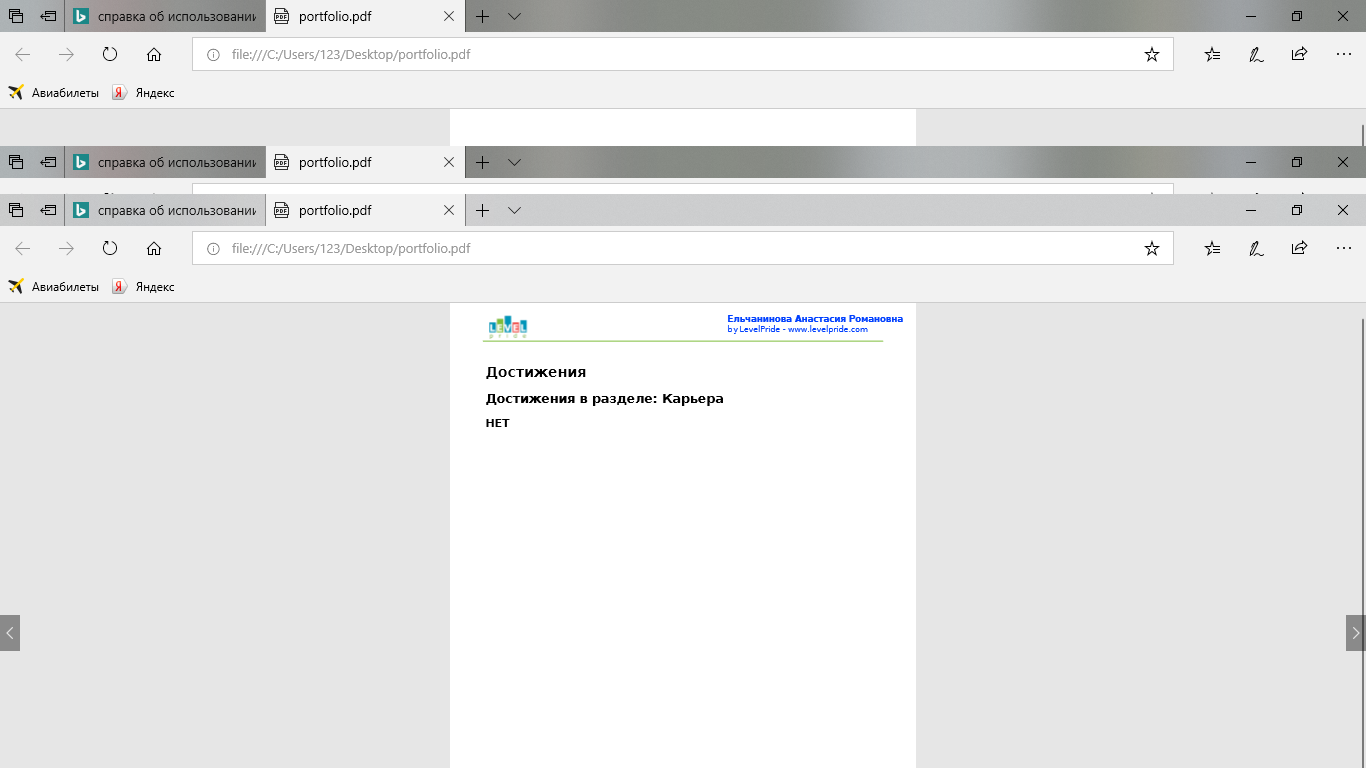 справка об использовании
portfolio.pdf
file:///C:/Users/123/Desktop/portfolio.pdf
Авиабилеты
Яндекс
справка об использовании
portfolio.pdf
справка об использовании
portfolio.pdf
file:///C:/Users/123/Desktop/portfolio.pdf
Авиабилеты
Яндекс
LEVEL
pride
Ельчанинова Анастасия Романовна
by LevelPride - www.levelpride.com
Достижения
Достижения в разделе: Карьера
НЕТ